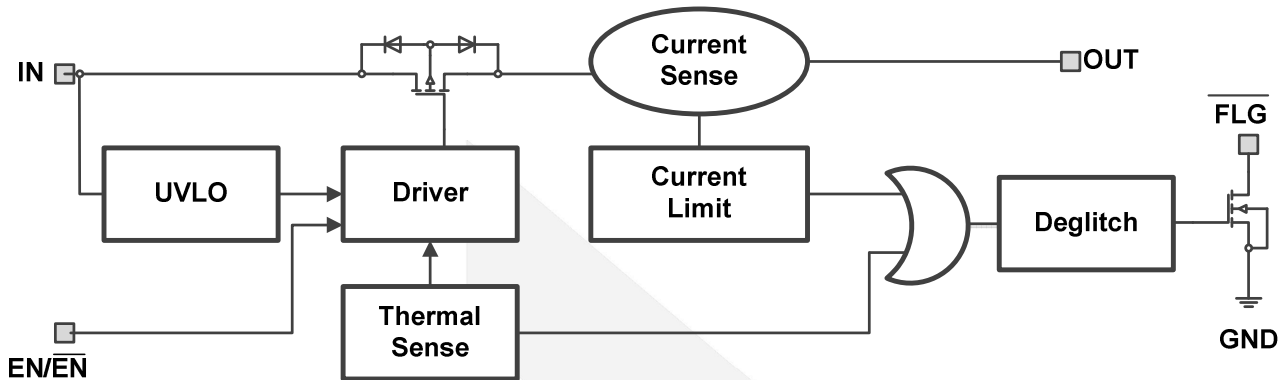 IN
Current
Sense
OUT
FLG
UVLO
Driver
Current
Limit
Deglitch
Thermal
Sense
EN/EN
GND